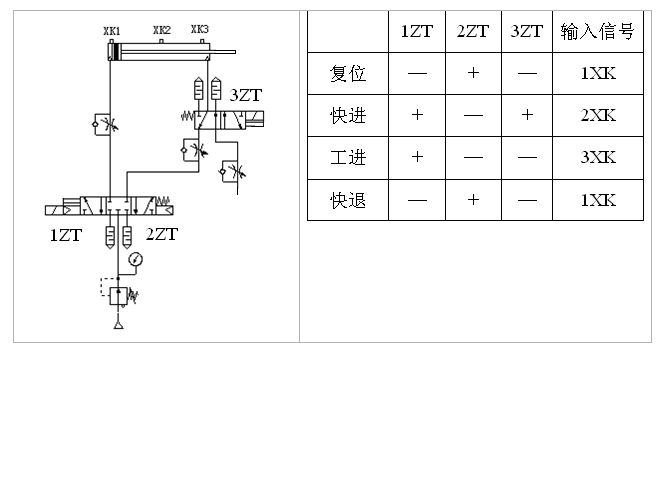 XK1 XK2 XK3
3ZT
1ZT 2ZT
1ZT 2ZT 3ZT 输入信号
复位 — + — 1XK
快进 + — + 2XK
工进 + — — 3XK
快退 — + — 1XK